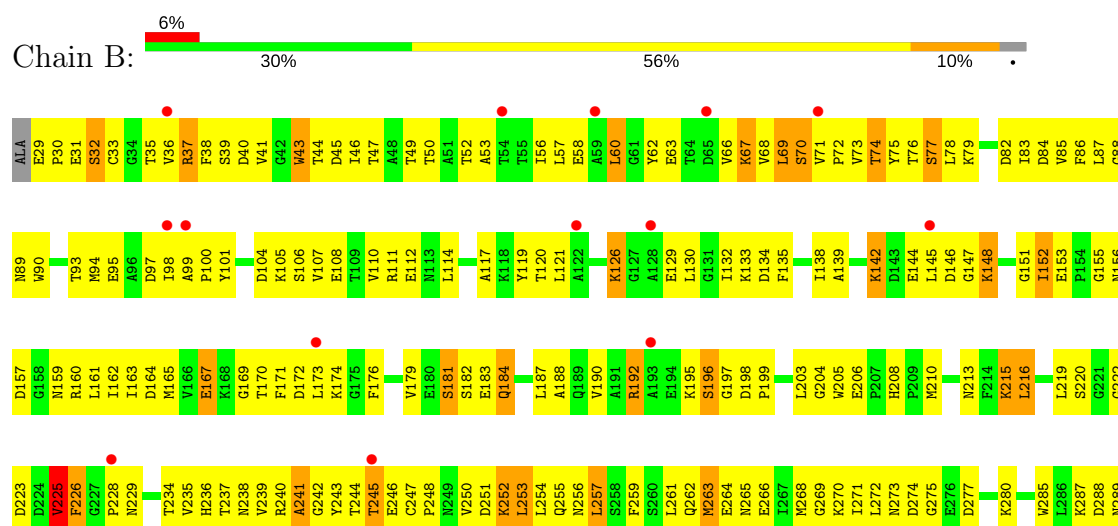 6%
Chain B:
30% 56% 10% •
ALA E29 P30 E31 S32 C33 G34 T35 V36 R37 F38 S39 D40 V41 G42 W43 T44 D45 I46 T47 A48 T49 T50 A51 T52 A53 T54 T55 I56 L57 E58 A59 L60 G61 Y62 E63 T64 D65 V66 K67 V68 L69 S70 V71 P72 V73 T74 Y75 T76 S77 L78 K79 D82 I83 D84 V85 F86 L87 G88
N89 W90 T93 M94 E95 A96 D97 I98 A99 P100 Y101 D104 K105 S106 V107 E108 T109 V110 R111 E112 N113 L114 A117 K118 Y119 T120 L121 A122 K126 G127 A128 E129 L130 G131 I132 K133 D134 F135 I138 A139 K142 D143 E144 L145 D146 G147 K148 G151 I152 E153 P154 G155 N156
D157 G158 N159 R160 L161 I162 I163 D164 M165 V166 E167 K168 G169 T170 F171 D172 L173 K174 G175 F176 V179 E180 S181 S182 E183 Q184 L187 A188 Q189 V190 A191 R192 A193 E194 K195 S196 G197 D198 P199 L203 G204 W205 E206 P207 H208 P209 M210 N213 F214 K215 L216 L219 S220 G221 G222
D223 D224 V225 F226 G227 P228 N229 T234 V235 H236 T237 N238 V239 R240 A241 G242 Y243 T244 T245 E246 C247 P248 N249 V250 D251 K252 L253 L254 Q255 N256 L257 S258 F259 S260 L261 Q262 M263 E264 N265 E266 I267 M268 G269 K270 I271 L272 N273 D274 G275 E276 D277 K280 W285 L286 K287 D288 N289